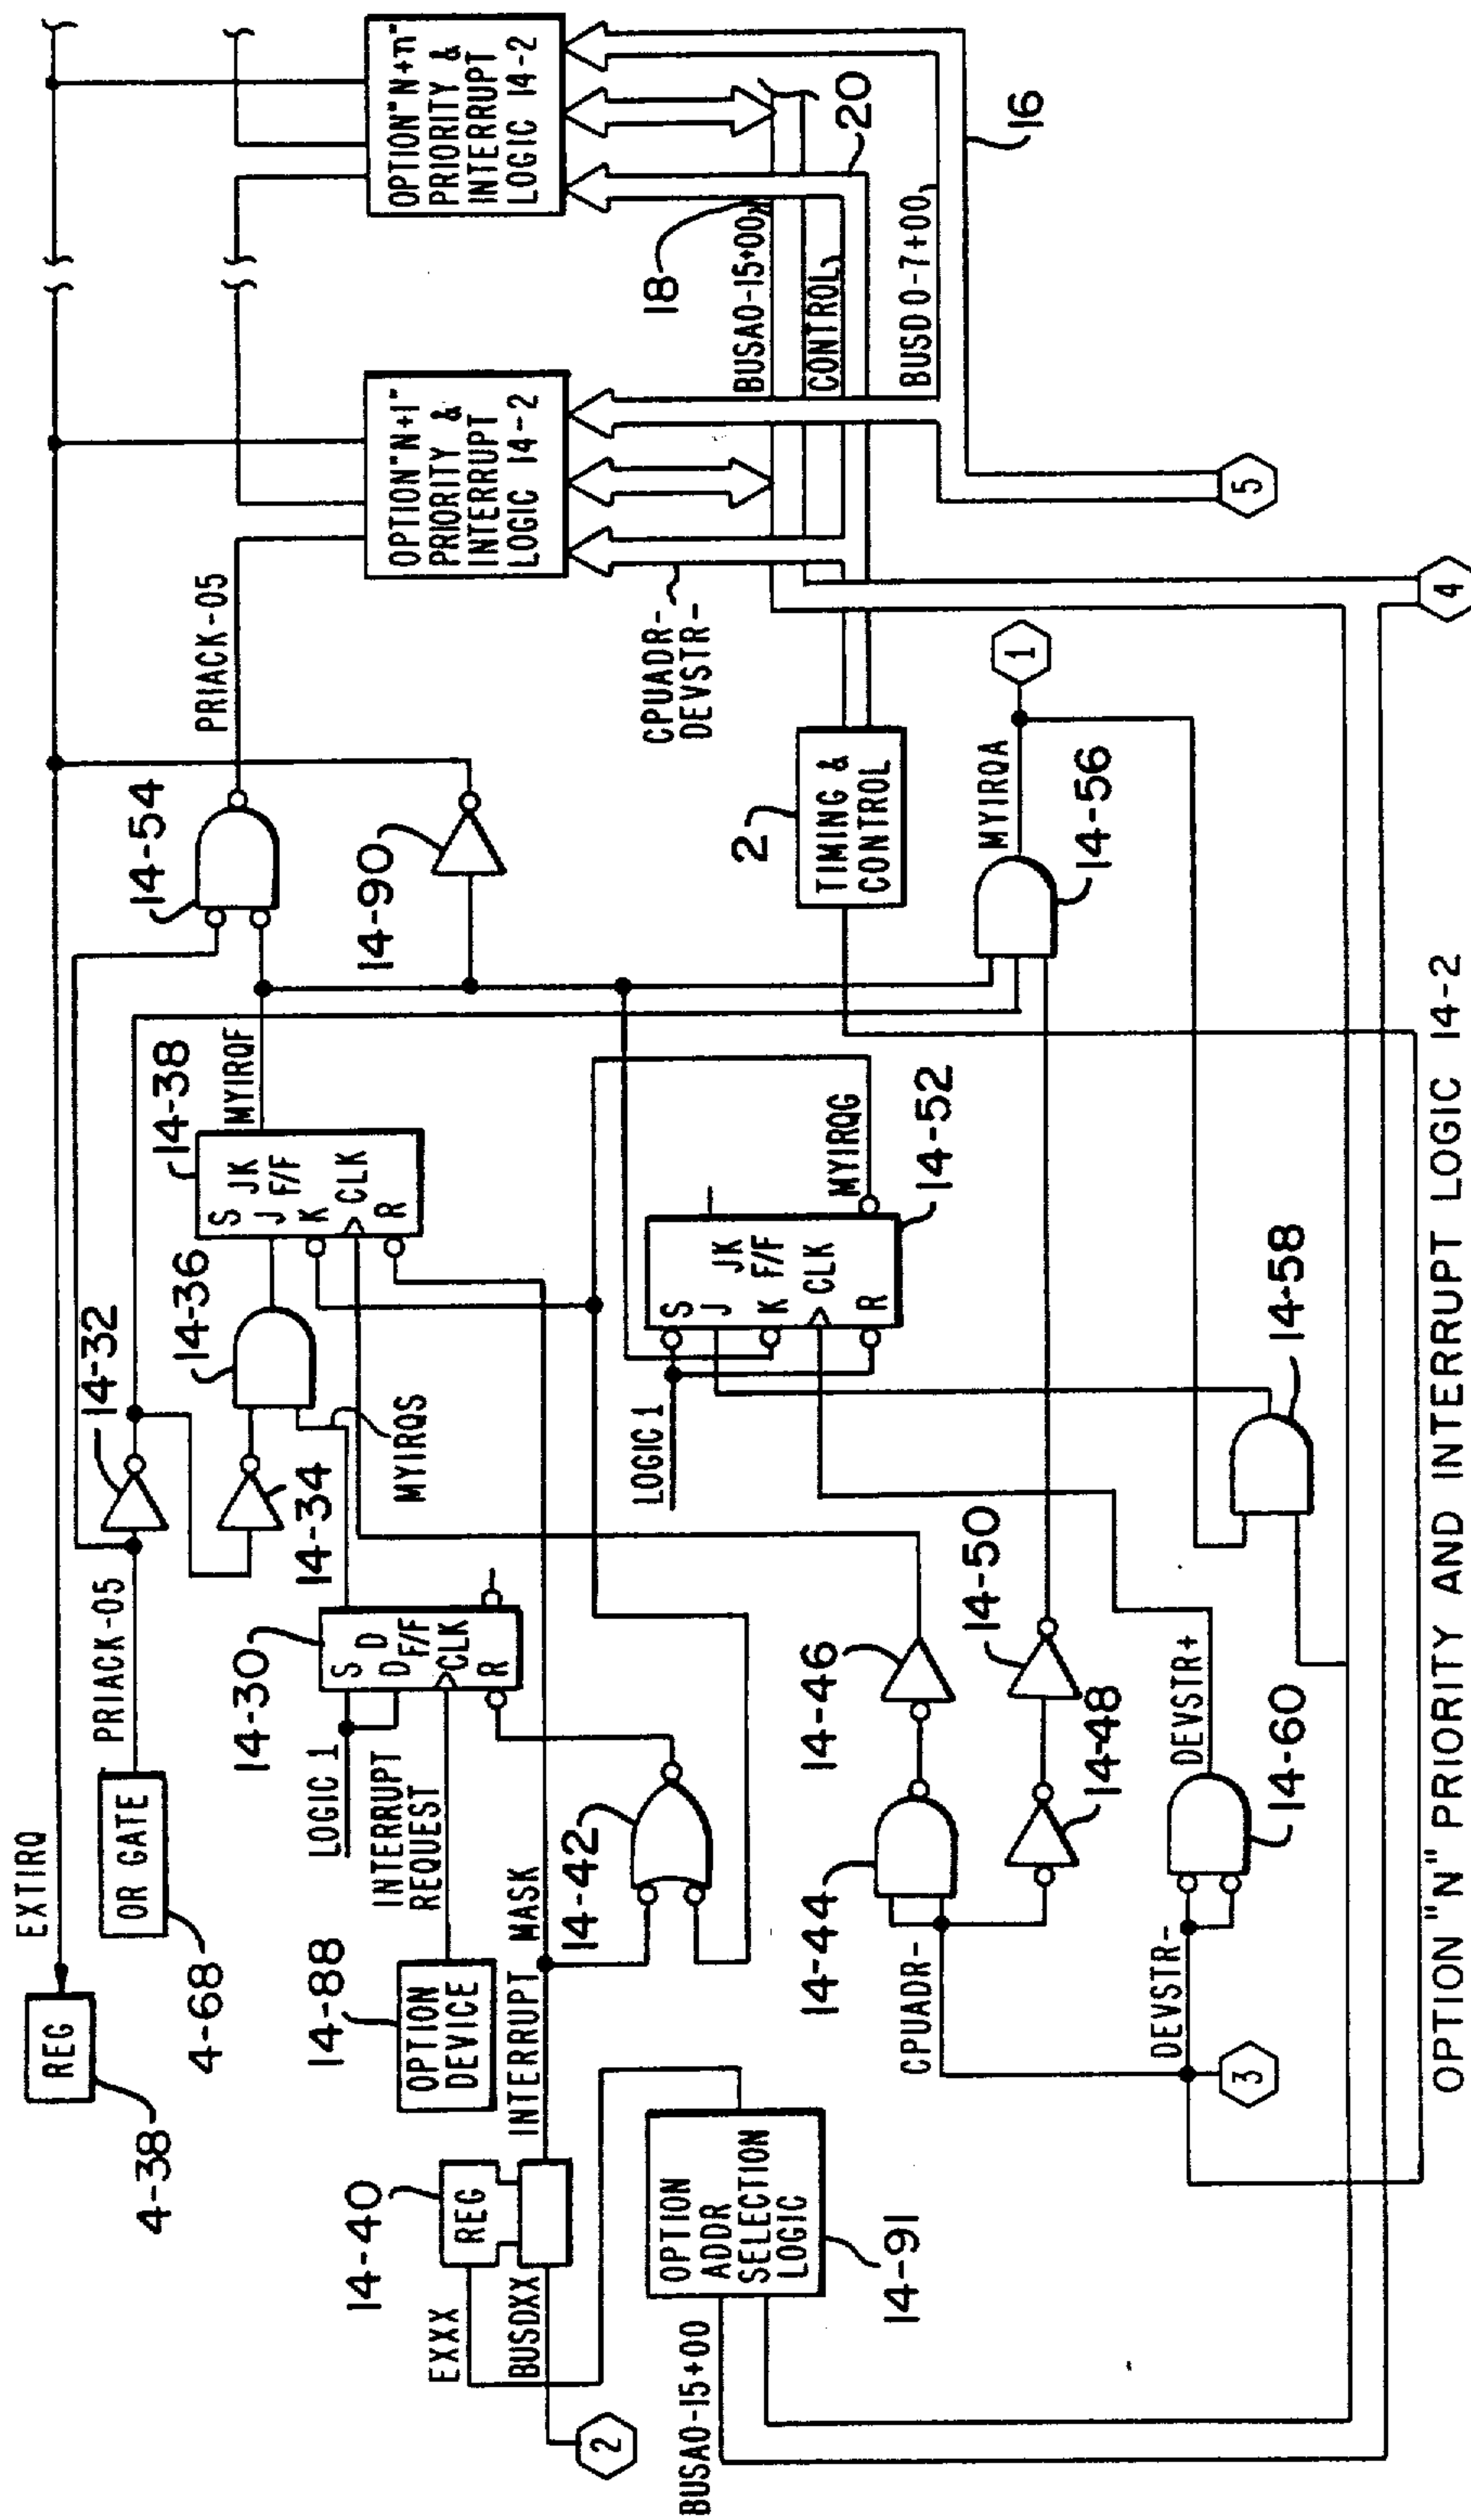 EXTIRQ
REG
4-38
OR GATE
4-68
PRIACK-05
14-32
14-34
14-36
MYIRQS
14-38
S JK
J F/F
K
CLK
R
MYIRQF
14-54
PRIACK-05
14-90
OPTION "N+1"
PRIORITY &
INTERRUPT
LOGIC 14-2
OPTION "N+n"
PRIORITY &
INTERRUPT
LOGIC 14-2
14-30
LOGIC 1
S D
D F/F
CLK
R
INTERRUPT
REQUEST
14-88
OPTION
DEVICE
INTERRUPT MASK
14-40
REG
EXXX
BUSDXX
2
14-42
LOGIC 1
S
J JK
K F/F
CLK
R
MYIRQG
14-52
OPTION
ADDR
SELECTION
LOGIC
14-91
BUSA0-15+00
CPUADR-
14-44
14-46
14-48
14-50
DEVSTR-
3
14-60
DEVSTR+
14-58
2
TIMING &
CONTROL
MYIRQA
14-56
1
CPUADR-
DEVSTR-
18
BUSA0-15+00
CONTROL
20
BUSD0-7+00
16
5
4
OPTION "N" PRIORITY AND INTERRUPT LOGIC 14-2